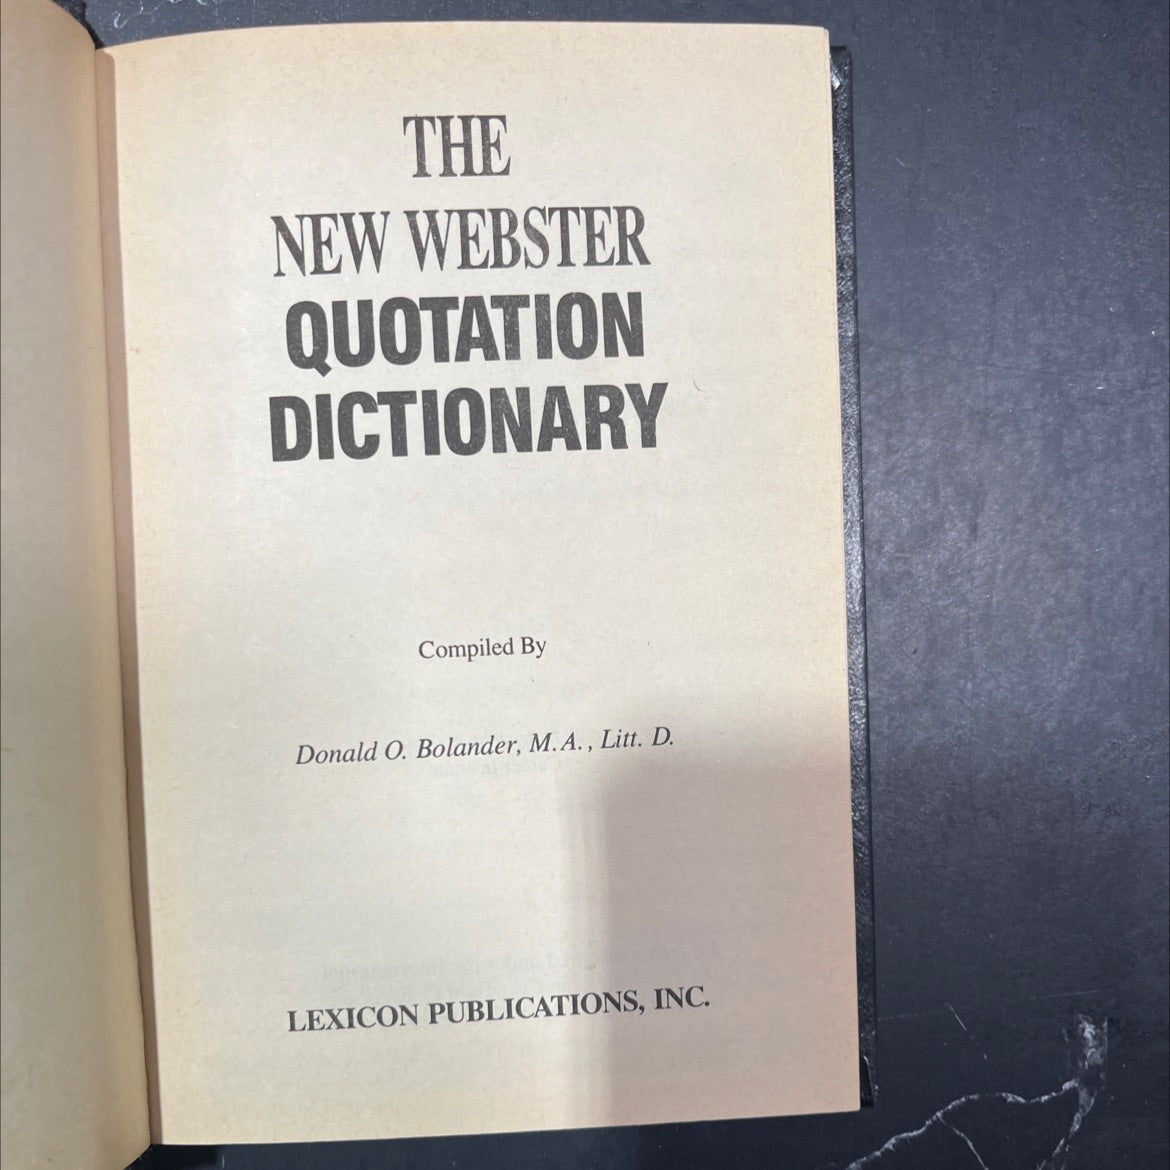 THE
NEW WEBSTER
QUOTATION
DICTIONARY
Compiled By
Donald O. Bolander, M.A., Litt. D.
LEXICON PUBLICATIONS, INC.